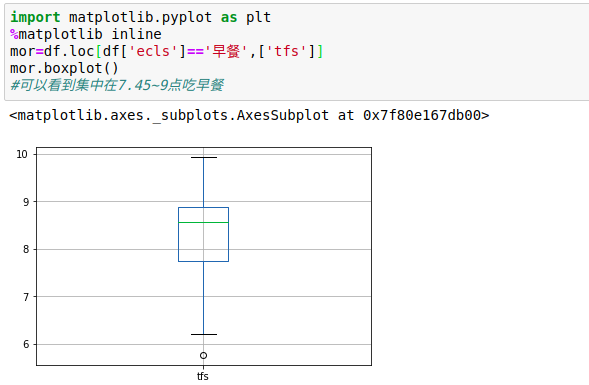 import matplotlib.pyplot as plt
%matplotlib inline
mor=df.loc[df['ecls']=='早餐',['tfs']]
mor.boxplot()
#可以看到集中在7.45~9点吃早餐
<matplotlib.axes._subplots.AxesSubplot at 0x7f80e167db00>
10
9
8
7
6
tfs